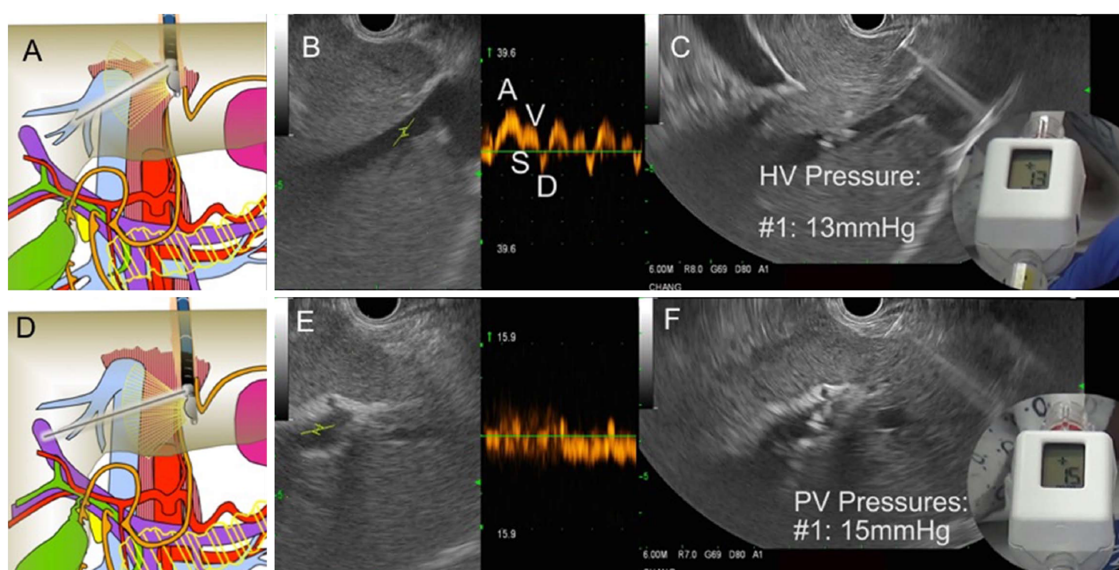 A
B
39.6
A
V
S
D
39.6
C
HV Pressure:
#1: 13mmHg
13
6.00M R8.0 G69 D80 A1
CHANG
D
E
15.9
15.9
F
PV Pressures:
#1: 15mmHg
15
6.00M R7.0 G69 D80 A1
CHANG